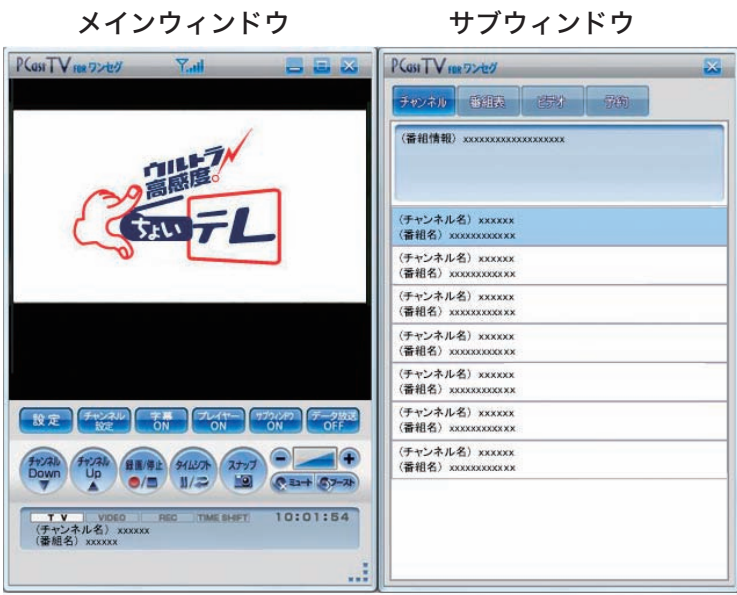 メインウィンドウ
サブウィンドウ
PCast TV FOR ワンセグ
ウルトラ
高感度。
ちょい テレ
設定
チャンネル
設定
字幕
ON
プレイヤー
ON
サブウィンドウ
ON
データ放送
OFF
チャンネル
Down
チャンネル
Up
録画/停止
タイムシフト
スナップ
ミュート
ブースト
TV VIDEO REC TIME SHIFT 10:01:54
(チャンネル名) xxxxxx
(番組名) xxxxxx
PCast TV FOR ワンセグ
チャンネル 番組表 ビデオ 予約
(番組情報) xxxxxxxxxxxxxxxxxxx
(チャンネル名) xxxxxx
(番組名) xxxxxxxxxxxx
(チャンネル名) xxxxxx
(番組名) xxxxxxxxxxxx
(チャンネル名) xxxxxx
(番組名) xxxxxxxxxxxx
(チャンネル名) xxxxxx
(番組名) xxxxxxxxxxxx
(チャンネル名) xxxxxx
(番組名) xxxxxxxxxxxx
(チャンネル名) xxxxxx
(番組名) xxxxxxxxxxxx
(チャンネル名) xxxxxx
(番組名) xxxxxxxxxxxx